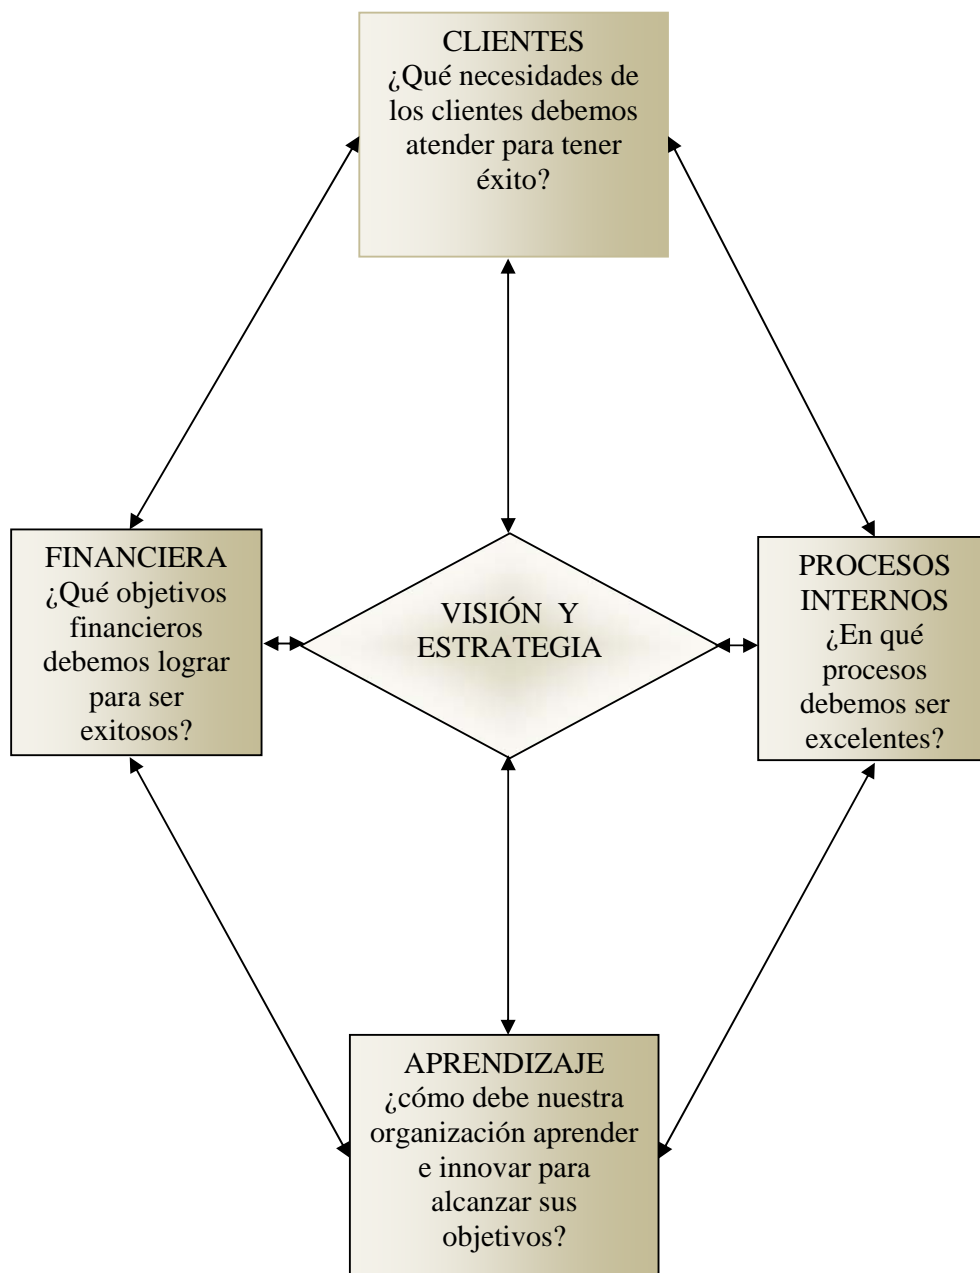 CLIENTES
¿Qué necesidades de
los clientes debemos
atender para tener
éxito?
FINANCIERA
¿Qué objetivos
financieros
debemos lograr
para ser
exitosos?
VISIÓN Y
ESTRATEGIA
PROCESOS
INTERNOS
¿En qué
procesos
debemos ser
excelentes?
APRENDIZAJE
¿cómo debe nuestra
organización aprender
e innovar para
alcanzar sus
objetivos?